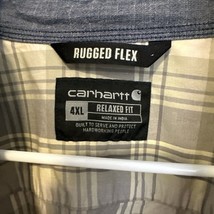 RUGGED FLEX
carhartt
4XL RELAXED FIT
MADE IN INDIA
BUILT TO SERVE AND PROTECT
HARDWORKING PEOPLE